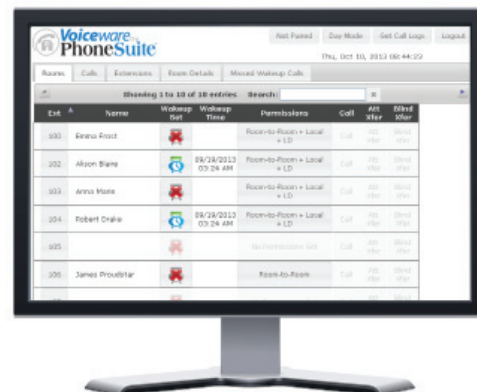 Voiceware
PhoneSuite
Not Paired Day Mode Get Call Logs Logout
Thu, Oct 10, 2013 08:44:23
Rooms Calls Extensions Room Details Missed Wakeup Calls
Showing 1 to 10 of 10 entries Search:
Ext Name Wakeup Set Wakeup Time Permissions Call Att Xfer Blind Xfer
100 Emma Frost Room-to-Room + Local + LD Call Att Xfer Blind Xfer
102 Alison Blaire 09/19/2013 03:24 AM Room-to-Room + Local + LD Call Att Xfer Blind Xfer
103 Anna Marie Room-to-Room + Local + LD Call Att Xfer Blind Xfer
104 Robert Drake 09/19/2013 03:24 AM Room-to-Room + Local + LD Call Att Xfer Blind Xfer
105 No Permissions Set Call Att Xfer Blind Xfer
106 James Proudstar Room-to-Room Call Att Xfer Blind Xfer